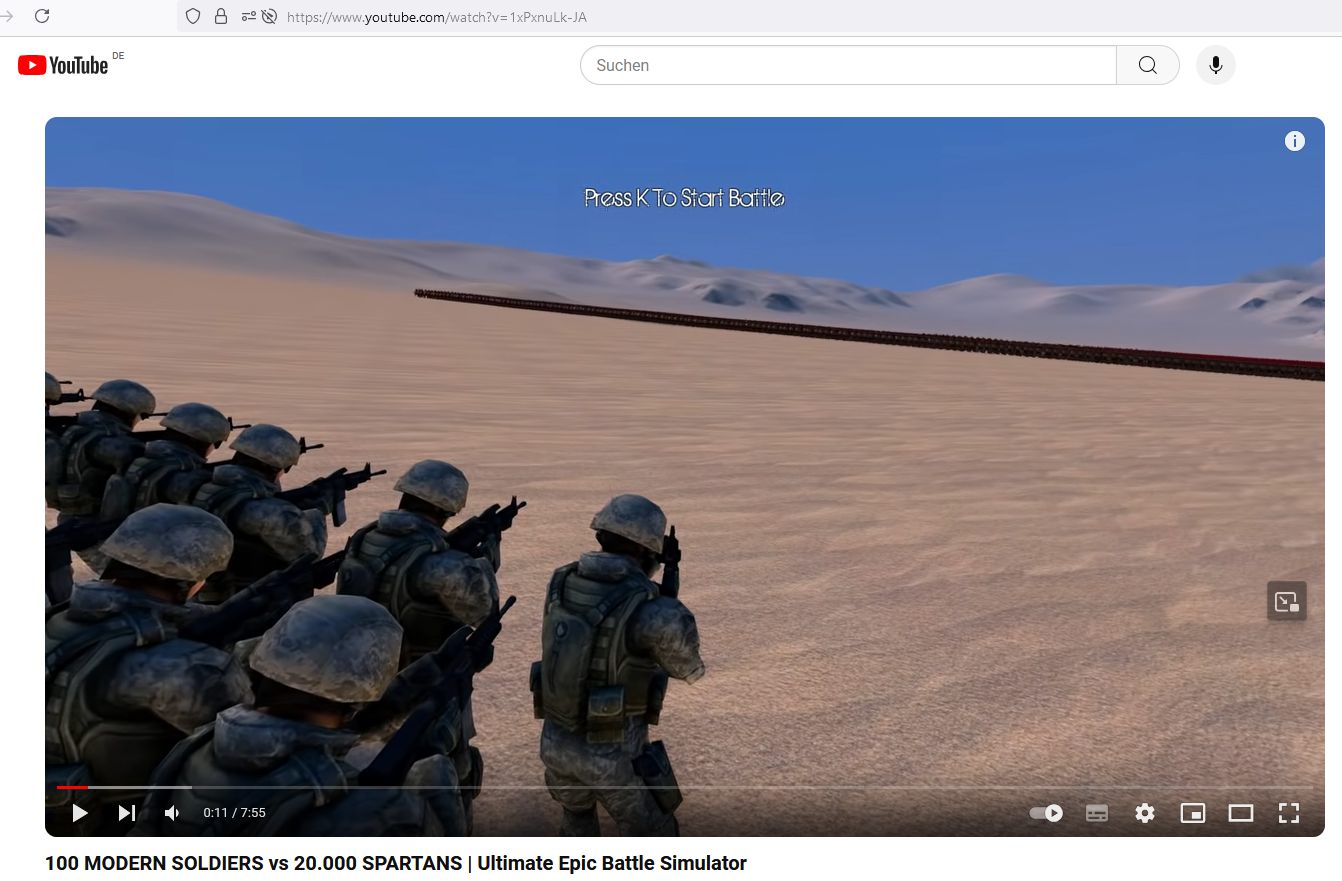 https://www.youtube.com/watch?v=1xPxnuLk-JA
YouTube DE
Suchen
Press K To Start Battle
0:11 / 7:55
100 MODERN SOLDIERS vs 20.000 SPARTANS | Ultimate Epic Battle Simulator